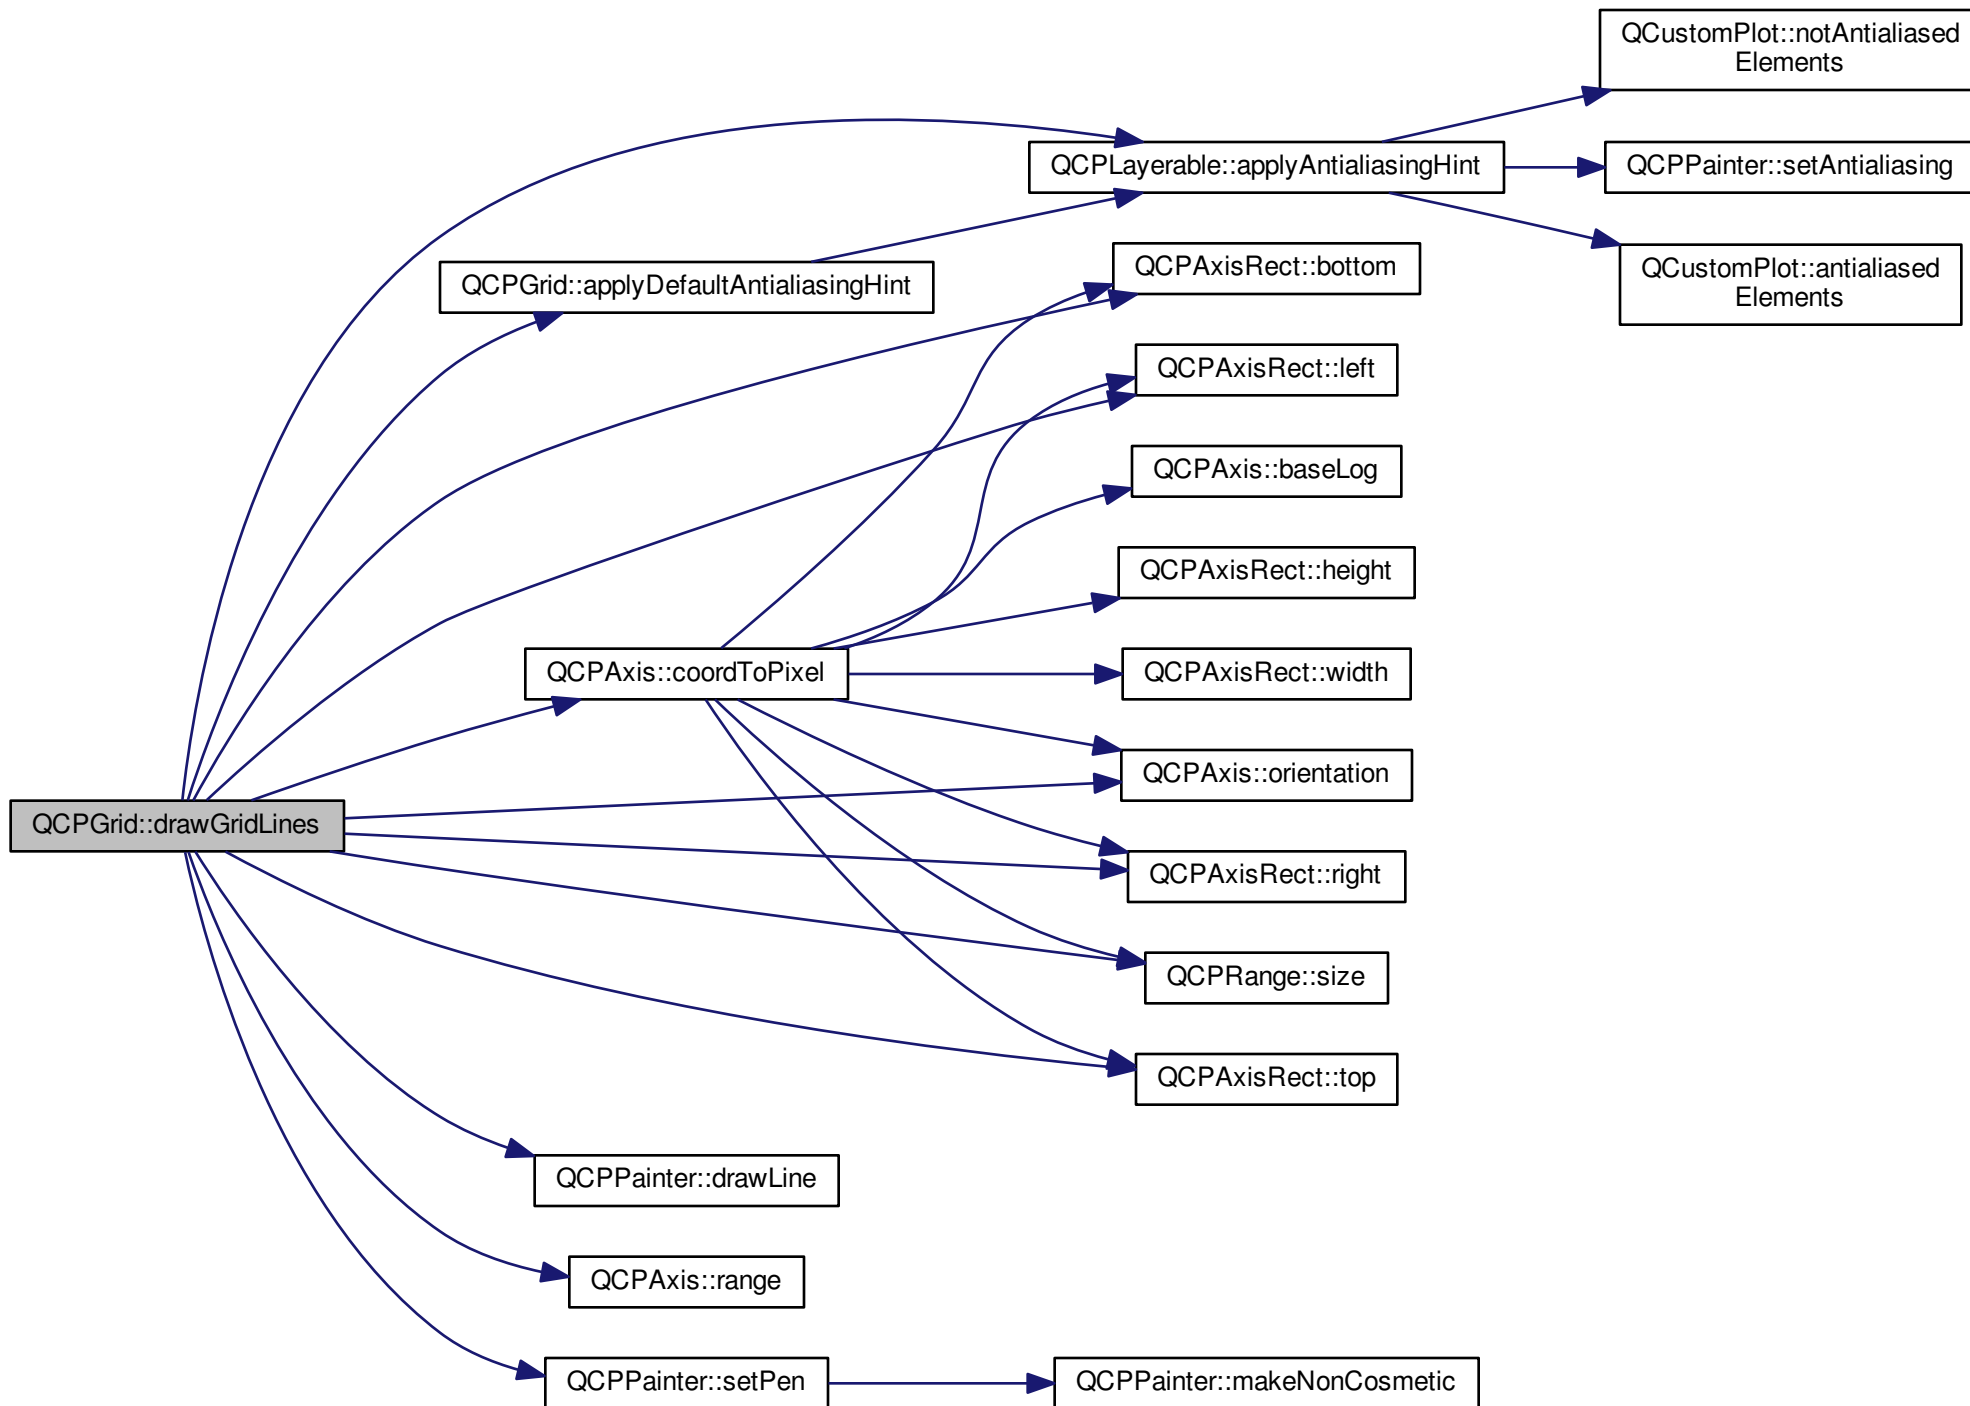 QCustomPlot::notAntialiased
Elements
QCPLayerable::applyAntialiasingHint
QCPPainter::setAntialiasing
QCPAxisRect::bottom
QCustomPlot::antialiased
Elements
QCPGrid::applyDefaultAntialiasingHint
QCPAxisRect::left
QCPAxis::baseLog
QCPAxisRect::height
QCPAxis::coordToPixel
QCPAxisRect::width
QCPAxis::orientation
QCPGrid::drawGridLines
QCPAxisRect::right
QCPRange::size
QCPAxisRect::top
QCPPainter::drawLine
QCPAxis::range
QCPPainter::setPen
QCPPainter::makeNonCosmetic